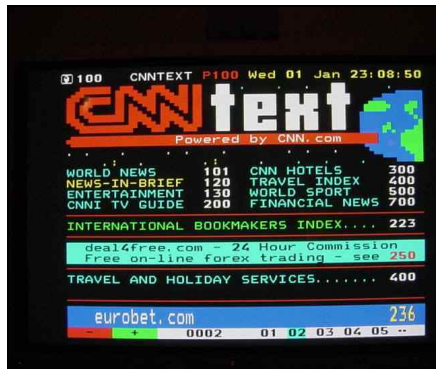 100 CNNTEXT P100 Wed 01 Jan 23:08:50
CNN text
Powered by CNN.com
WORLD NEWS 101 CNN HOTELS 300
NEWS-IN-BRIEF 120 TRAVEL INDEX 400
ENTERTAINMENT 130 WORLD SPORT 500
CNNI TV GUIDE 200 FINANCIAL NEWS 700
INTERNATIONAL BOOKMAKERS INDEX.... 223
deal4free.com - 24 Hour Commission
Free on-line forex trading - see 250
TRAVEL AND HOLIDAY SERVICES....... 400
eurobet.com 236
- + 0002 01 02 03 04 05 --